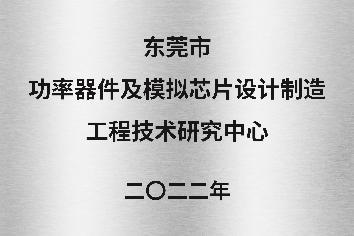 东莞市
功率器件及模拟芯片设计制造
工程技术研究中心
二〇二二年